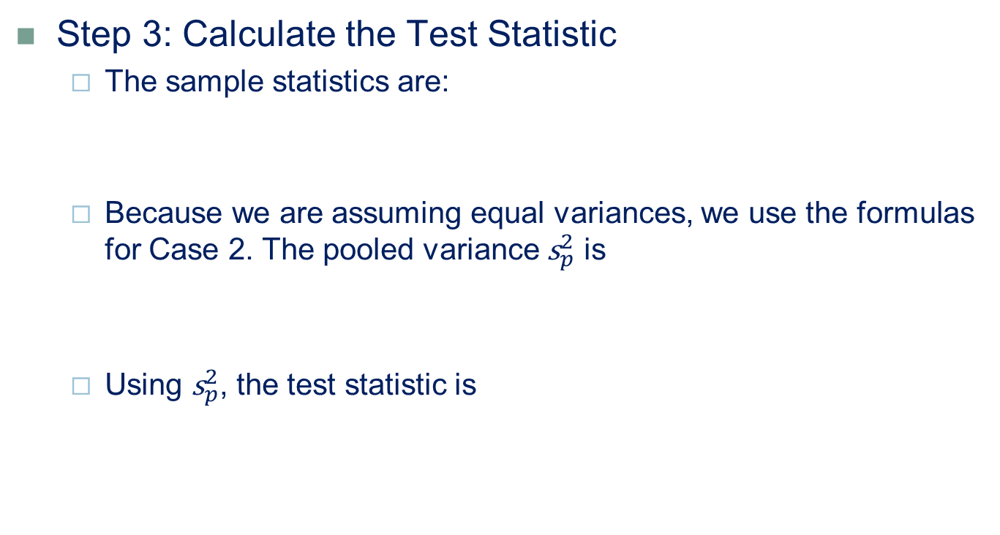 Step 3: Calculate the Test Statistic
The sample statistics are:
Because we are assuming equal variances, we use the formulas
for Case 2. The pooled variance $s_p^2$ is
Using $s_p^2$, the test statistic is